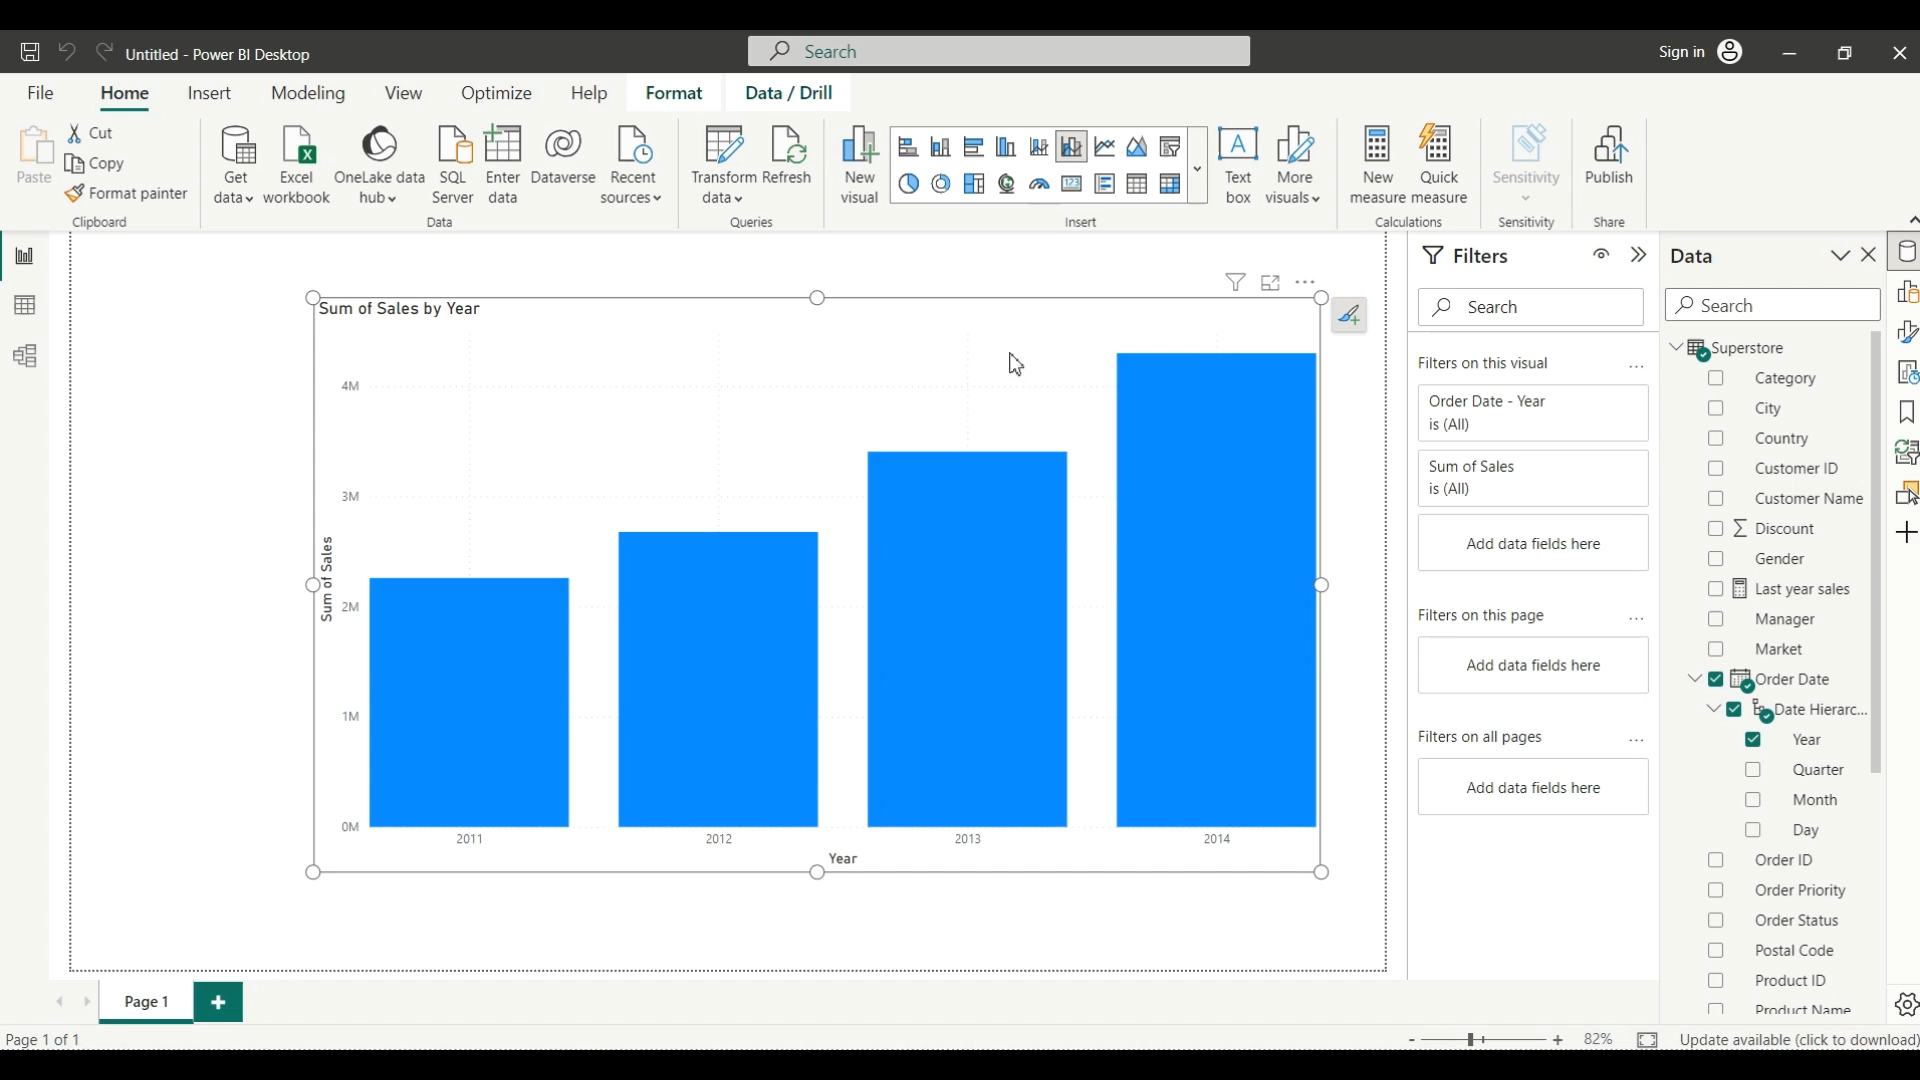 Untitled - Power BI Desktop
Search
Sign in
File
Home
Insert
Modeling
View
Optimize
Help
Format
Data / Drill
Paste
Cut
Copy
Format painter
Clipboard
Get data
Excel workbook
OneLake data hub
SQL Server
Enter data
Dataverse
Recent sources
Data
Transform data
Refresh
Queries
New visual
A
123
Text box
More visuals
Insert
New measure
Quick measure
Calculations
Sensitivity
Sensitivity
Publish
Share
Sum of Sales by Year
4M
3M
2M
1M
0M
Sum of Sales
2011
2012
2013
2014
Year
Filters
Search
Filters on this visual
Order Date - Year
is (All)
Sum of Sales
is (All)
Add data fields here
Filters on this page
Add data fields here
Filters on all pages
Add data fields here
Data
Search
Superstore
Category
City
Country
Customer ID
Customer Name
Discount
Gender
Last year sales
Manager
Market
Order Date
Date Hierarc...
Year
Quarter
Month
Day
Order ID
Order Priority
Order Status
Postal Code
Product ID
Product Name
Page 1
Page 1 of 1
82%
Update available (click to download)